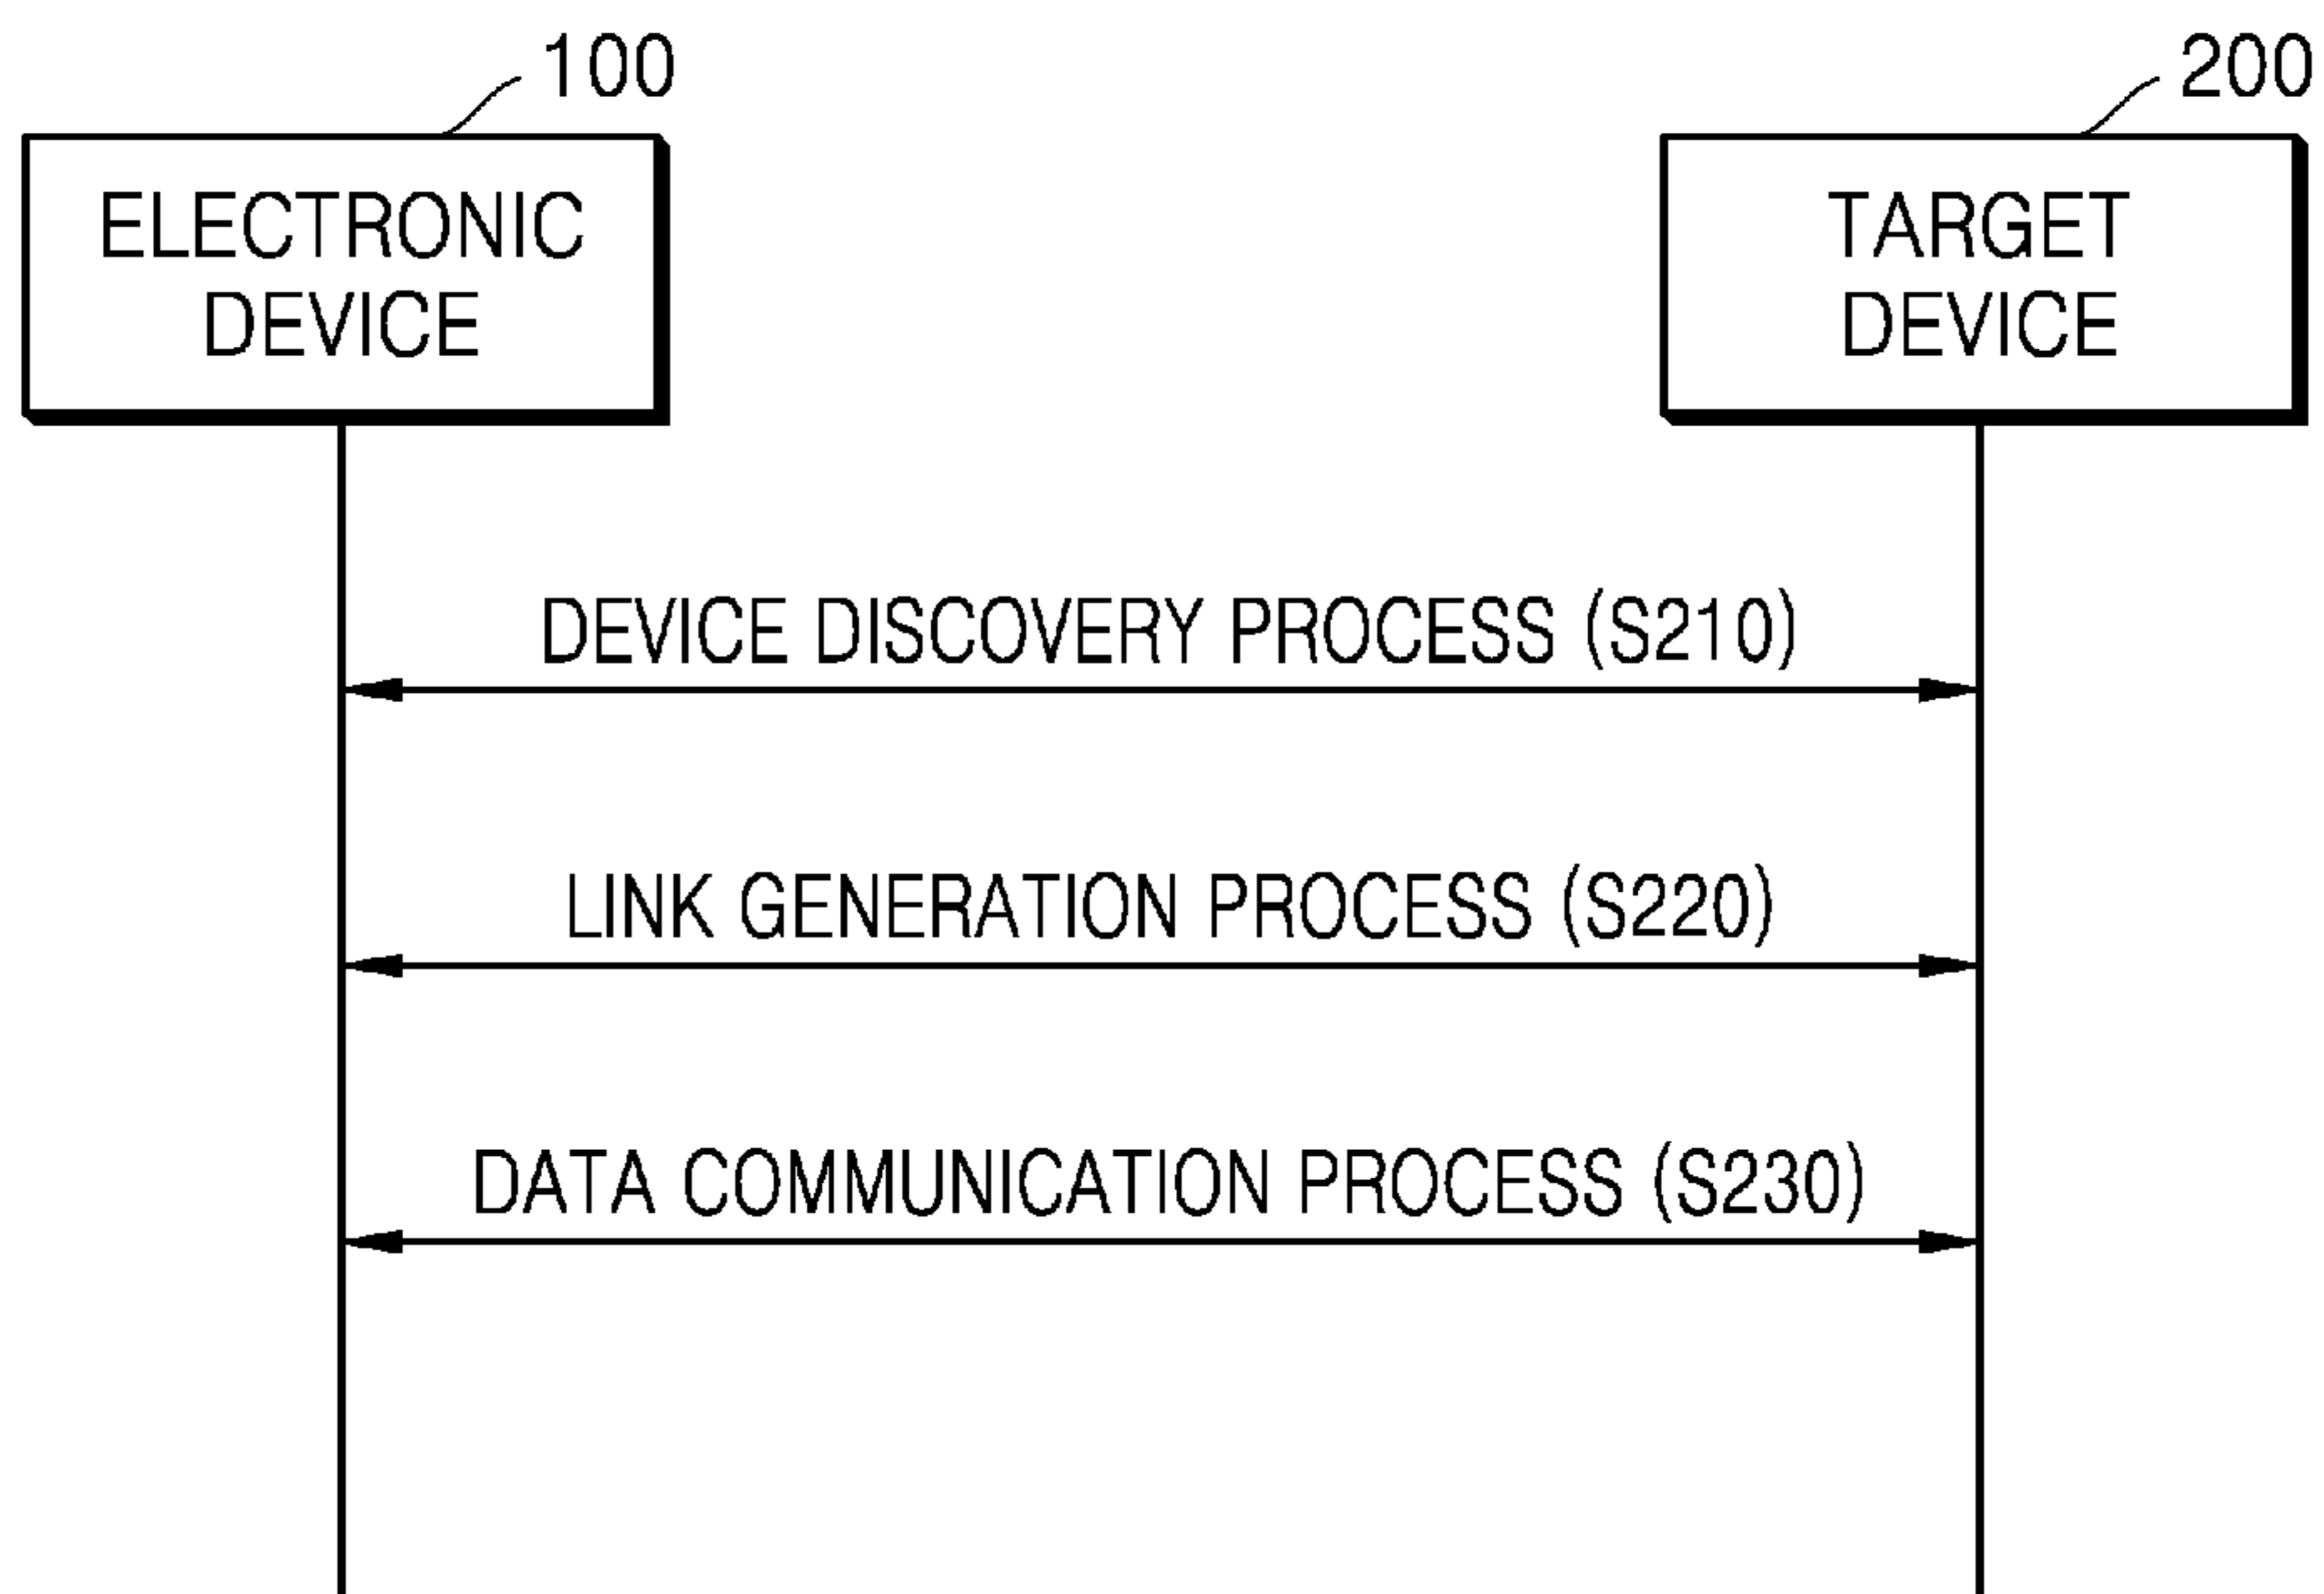 100
200
ELECTRONIC
DEVICE
TARGET
DEVICE
DEVICE DISCOVERY PROCESS (S210)
LINK GENERATION PROCESS (S220)
DATA COMMUNICATION PROCESS (S230)